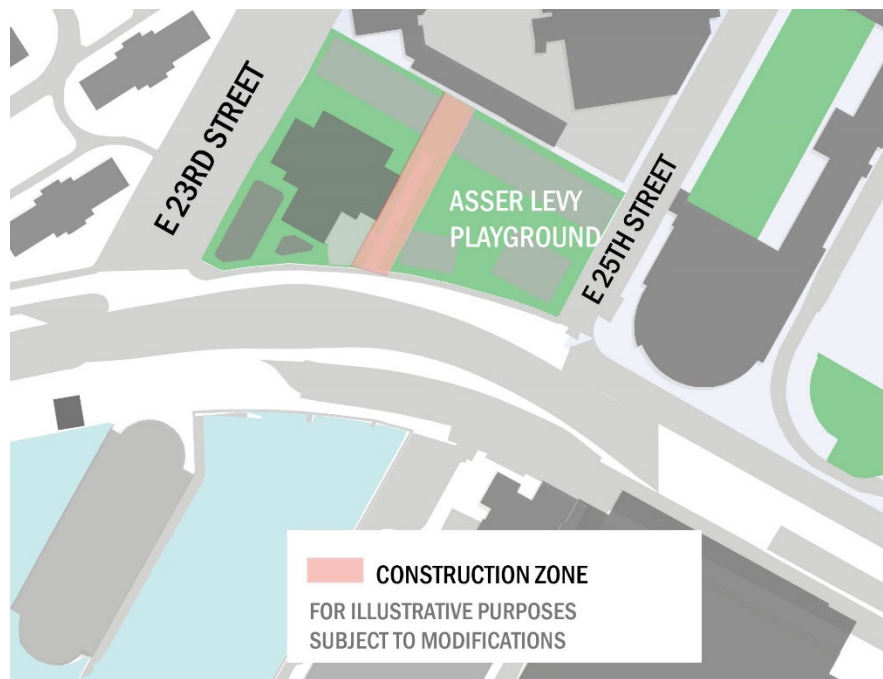 E 23RD STREET
ASSER LEVY
PLAYGROUND
E 25TH STREET
CONSTRUCTION ZONE
FOR ILLUSTRATIVE PURPOSES
SUBJECT TO MODIFICATIONS